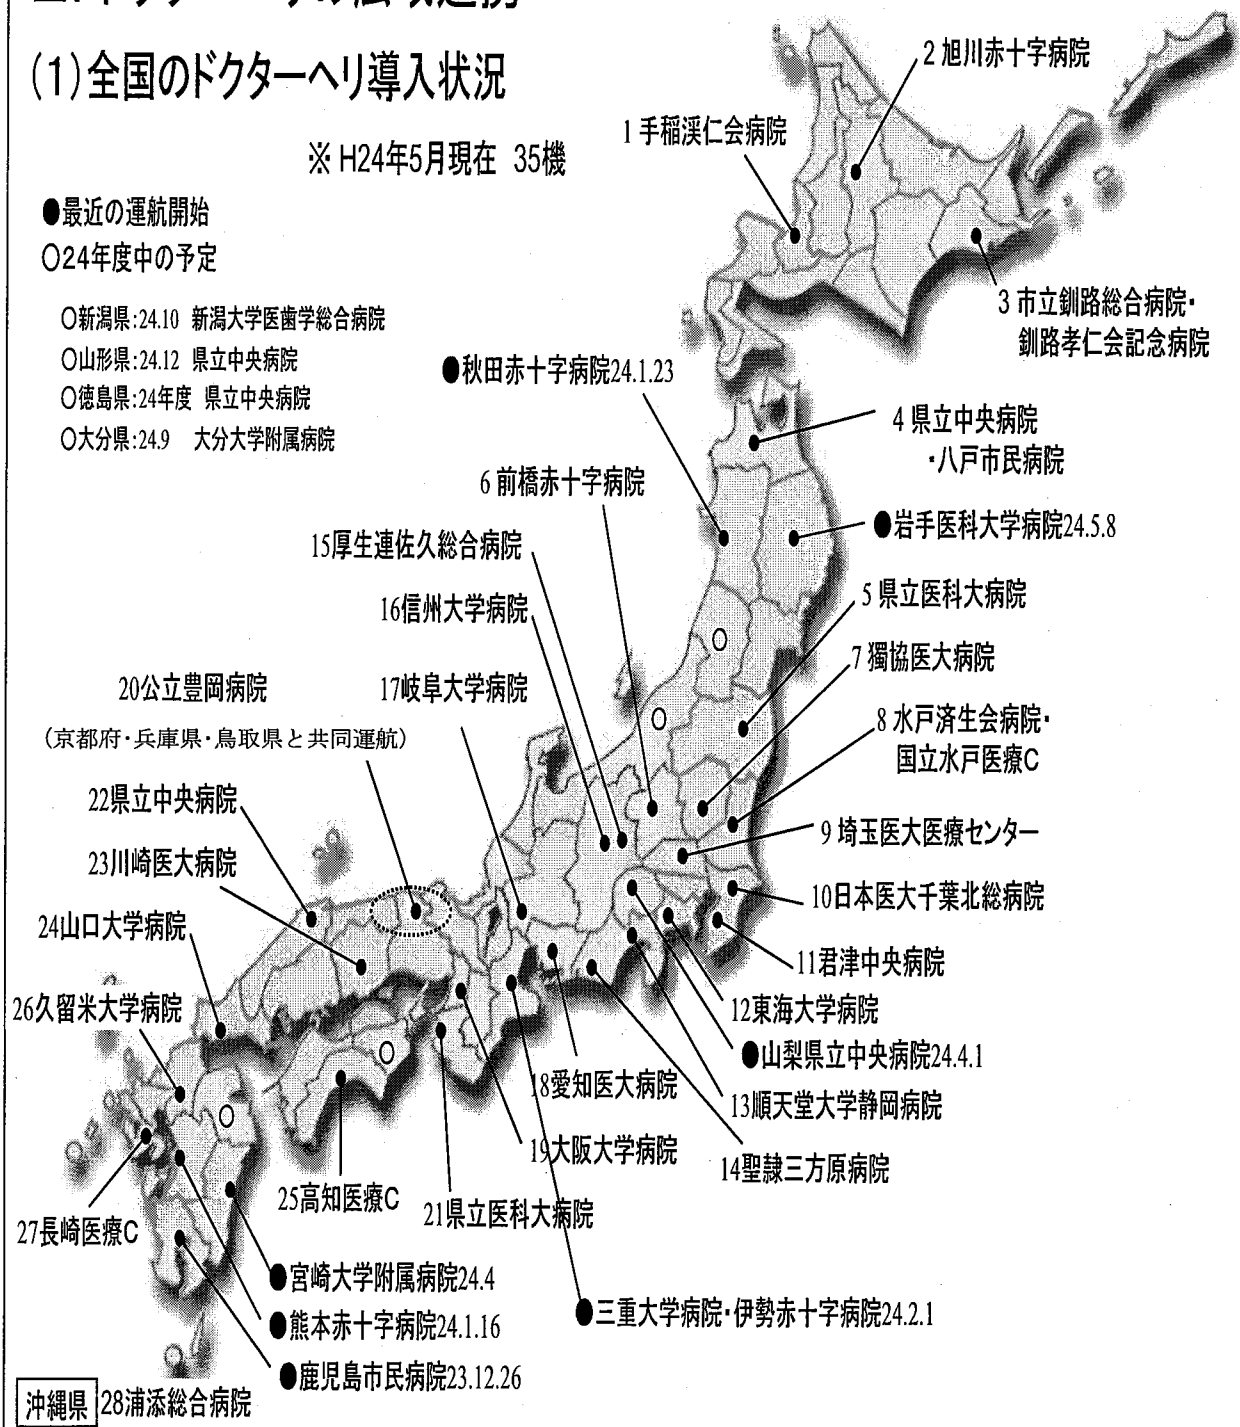 (1)全国のドクターヘリ導入状況
※H24年5月現在 35機
●最近の運航開始
○24年度中の予定
○新潟県:24.10 新潟大学医歯学総合病院
○山形県:24.12 県立中央病院
○徳島県:24年度 県立中央病院
○大分県:24.9 大分大学附属病院
2 旭川赤十字病院
1 手稲渓仁会病院
3 市立釧路総合病院・
釧路孝仁会記念病院
●秋田赤十字病院24.1.23
4 県立中央病院
・八戸市民病院
6 前橋赤十字病院
●岩手医科大学病院24.5.8
15厚生連佐久総合病院
16信州大学病院
5 県立医科大病院
7 獨協医大病院
20公立豊岡病院
(京都府・兵庫県・鳥取県と共同運航)
17岐阜大学病院
8 水戸済生会病院・
国立水戸医療C
22県立中央病院
9 埼玉医大医療センター
23川崎医大病院
10日本医大千葉北総病院
24山口大学病院
11君津中央病院
26久留米大学病院
12東海大学病院
●山梨県立中央病院24.4.1
18愛知医大病院
13順天堂大学静岡病院
19大阪大学病院
14聖隷三方原病院
25高知医療C
21県立医科大病院
27長崎医療C
●宮崎大学附属病院24.4
●熊本赤十字病院24.1.16
●三重大学病院・伊勢赤十字病院24.2.1
●鹿児島市民病院23.12.26
沖縄県 28浦添総合病院